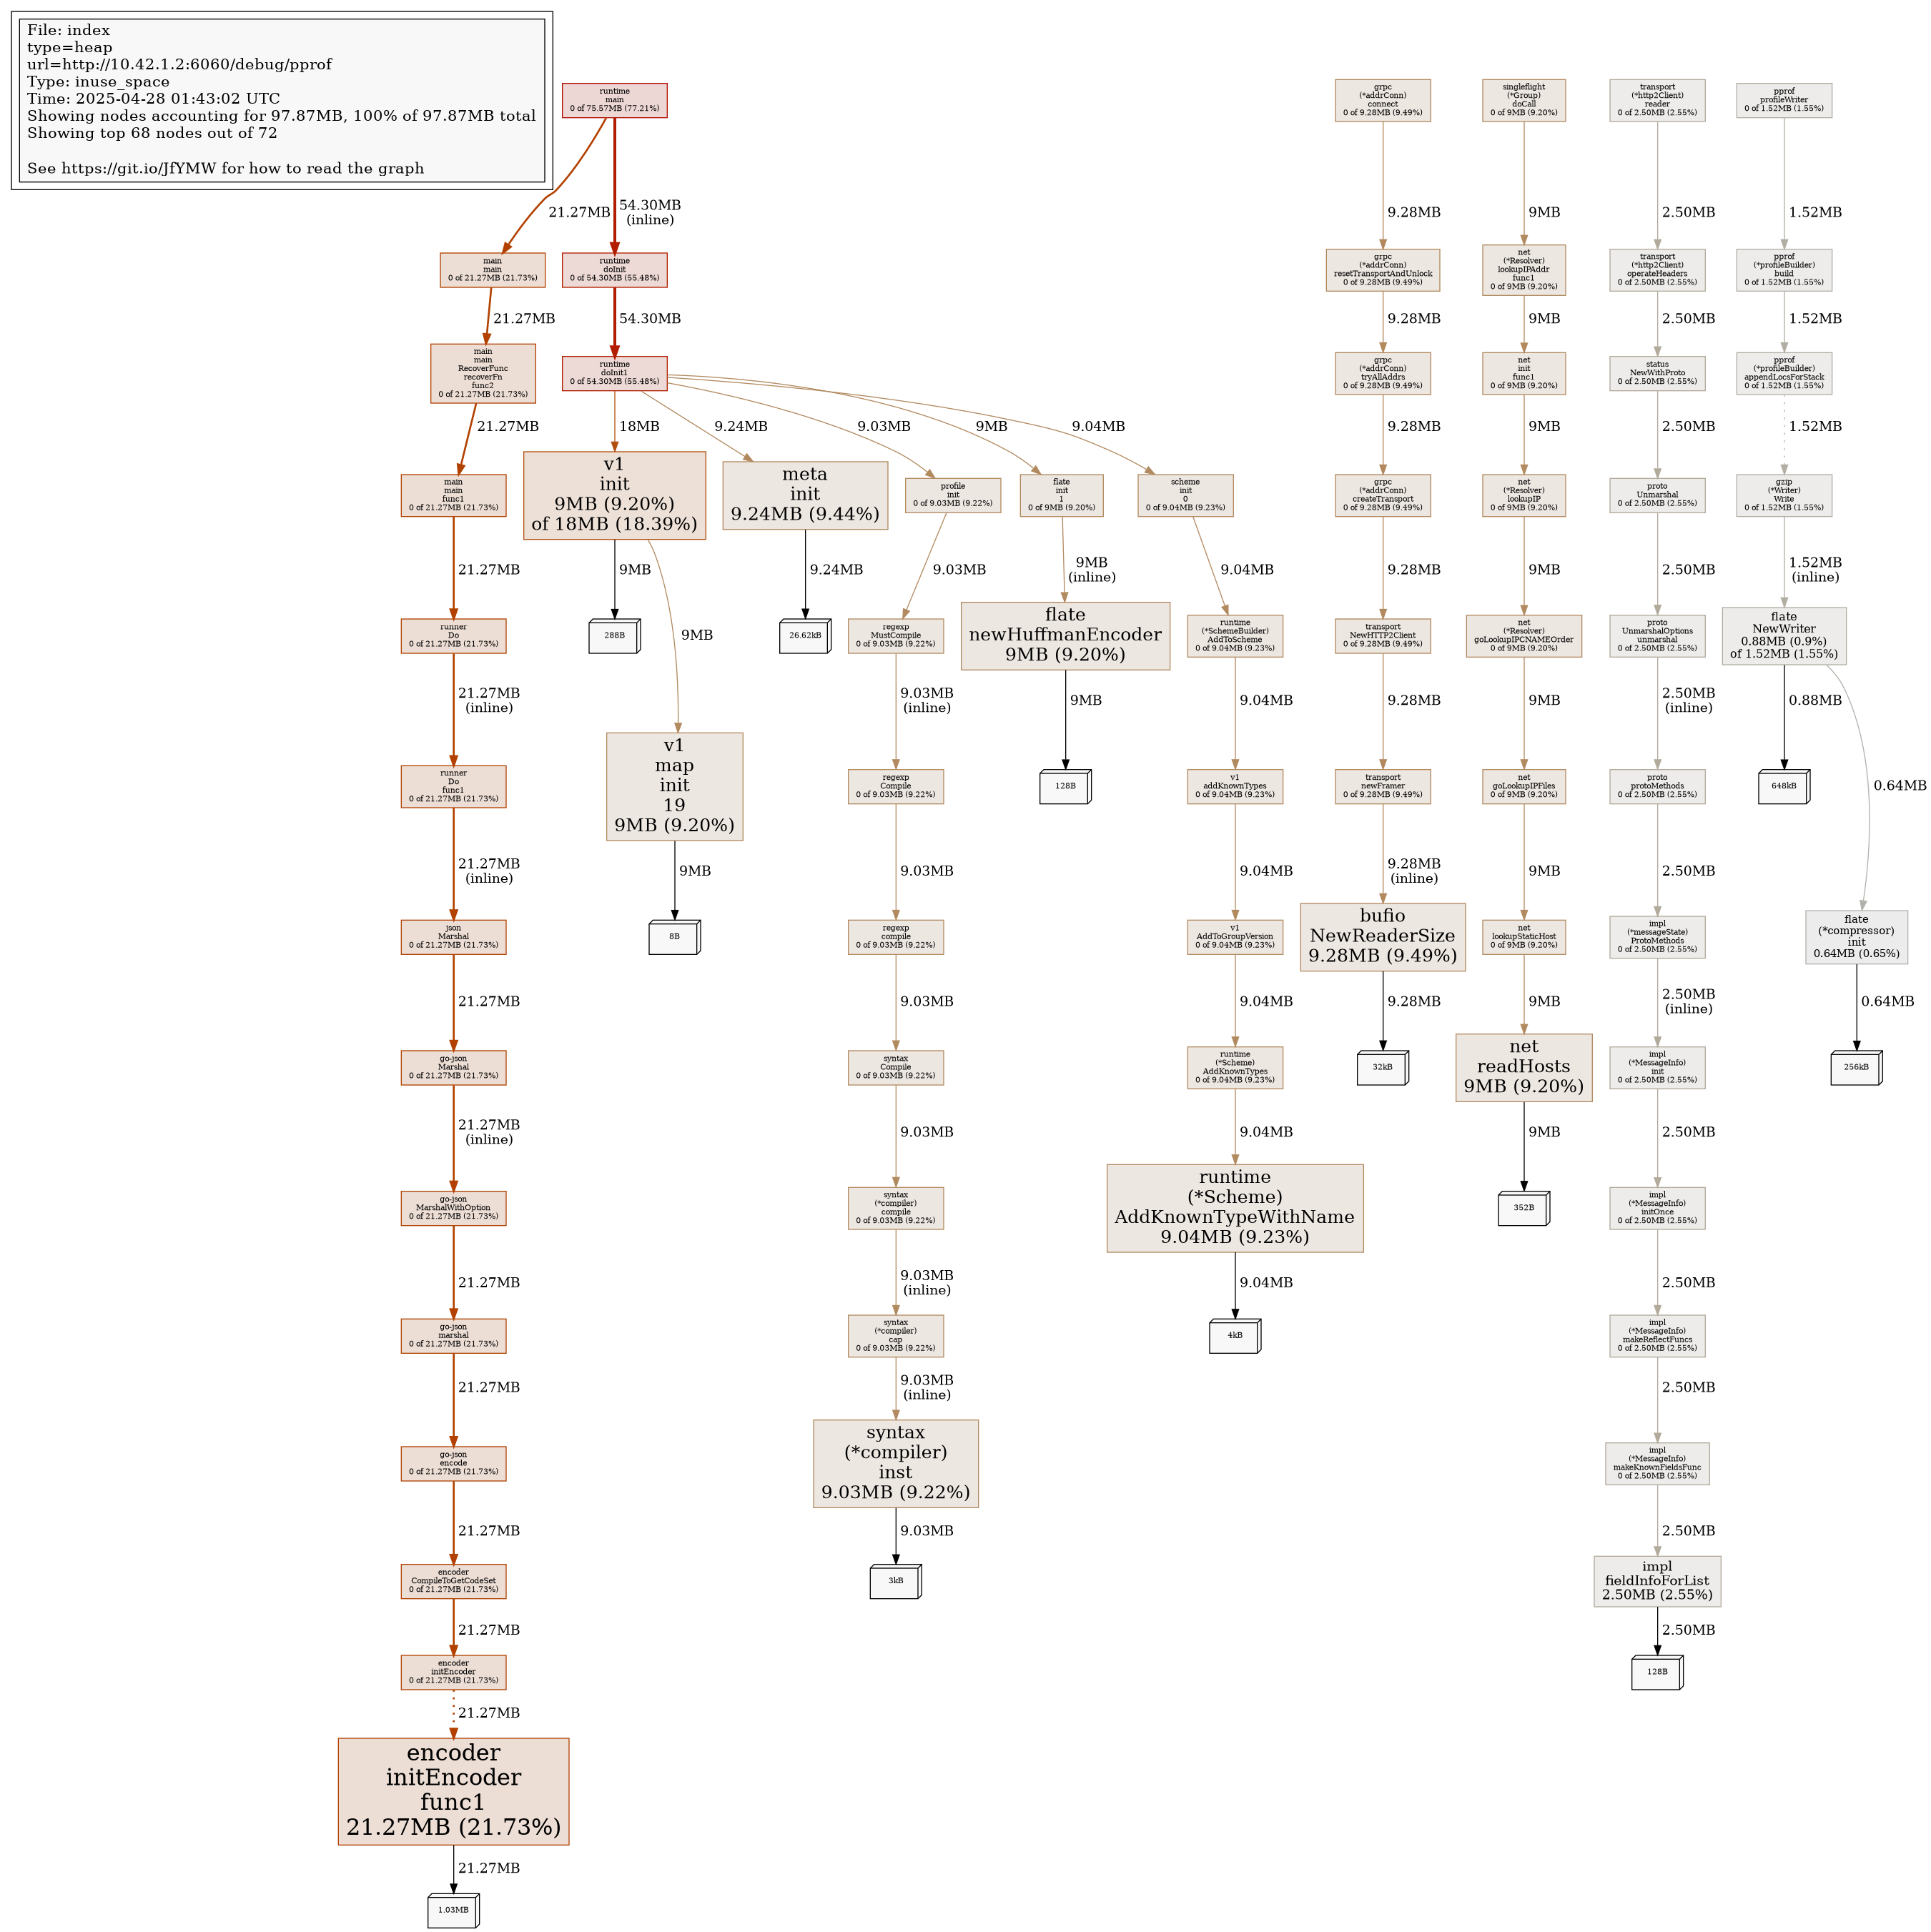 File: index
type=heap
url=http://10.42.1.2:6060/debug/pprof
Type: inuse_space
Time: 2025-04-28 01:43:02 UTC
Showing nodes accounting for 97.87MB, 100% of 97.87MB total
Showing top 68 nodes out of 72
See https://git.io/JfYMW for how to read the graph
runtime
main
0 of 75.57MB (77.21%)
21.27MB
54.30MB
(inline)
main
main
0 of 21.27MB (21.73%)
21.27MB
main
main
RecoverFunc
recoverFn
func2
0 of 21.27MB (21.73%)
21.27MB
main
main
func1
0 of 21.27MB (21.73%)
21.27MB
runner
Do
0 of 21.27MB (21.73%)
21.27MB
(inline)
runner
Do
func1
0 of 21.27MB (21.73%)
21.27MB
(inline)
json
Marshal
0 of 21.27MB (21.73%)
21.27MB
go-json
Marshal
0 of 21.27MB (21.73%)
21.27MB
(inline)
go-json
MarshalWithOption
0 of 21.27MB (21.73%)
21.27MB
go-json
marshal
0 of 21.27MB (21.73%)
21.27MB
go-json
encode
0 of 21.27MB (21.73%)
21.27MB
encoder
CompileToGetCodeSet
0 of 21.27MB (21.73%)
21.27MB
encoder
initEncoder
0 of 21.27MB (21.73%)
21.27MB
encoder
initEncoder
func1
21.27MB (21.73%)
21.27MB
1.03MB
runtime
doInit
0 of 54.30MB (55.48%)
54.30MB
runtime
doInit1
0 of 54.30MB (55.48%)
18MB
9.24MB
9.03MB
9MB
9.04MB
v1
init
9MB (9.20%)
of 18MB (18.39%)
9MB
288B
9MB
v1
map
init
19
9MB (9.20%)
9MB
8B
meta
init
9.24MB (9.44%)
9.24MB
26.62kB
profile
init
0 of 9.03MB (9.22%)
9.03MB
regexp
MustCompile
0 of 9.03MB (9.22%)
9.03MB
(inline)
regexp
Compile
0 of 9.03MB (9.22%)
9.03MB
regexp
compile
0 of 9.03MB (9.22%)
9.03MB
syntax
Compile
0 of 9.03MB (9.22%)
9.03MB
syntax
(*compiler)
compile
0 of 9.03MB (9.22%)
9.03MB
(inline)
syntax
(*compiler)
cap
0 of 9.03MB (9.22%)
9.03MB
(inline)
syntax
(*compiler)
inst
9.03MB (9.22%)
9.03MB
3kB
flate
init
1
0 of 9MB (9.20%)
9MB
(inline)
flate
newHuffmanEncoder
9MB (9.20%)
9MB
128B
scheme
init
0
0 of 9.04MB (9.23%)
9.04MB
runtime
(*SchemeBuilder)
AddToScheme
0 of 9.04MB (9.23%)
9.04MB
v1
addKnownTypes
0 of 9.04MB (9.23%)
9.04MB
v1
AddToGroupVersion
0 of 9.04MB (9.23%)
9.04MB
runtime
(*Scheme)
AddKnownTypes
0 of 9.04MB (9.23%)
9.04MB
runtime
(*Scheme)
AddKnownTypeWithName
9.04MB (9.23%)
9.04MB
4kB
grpc
(*addrConn)
connect
0 of 9.28MB (9.49%)
9.28MB
grpc
(*addrConn)
resetTransportAndUnlock
0 of 9.28MB (9.49%)
9.28MB
grpc
(*addrConn)
tryAllAddrs
0 of 9.28MB (9.49%)
9.28MB
grpc
(*addrConn)
createTransport
0 of 9.28MB (9.49%)
9.28MB
transport
NewHTTP2Client
0 of 9.28MB (9.49%)
9.28MB
transport
newFramer
0 of 9.28MB (9.49%)
9.28MB
(inline)
bufio
NewReaderSize
9.28MB (9.49%)
9.28MB
32kB
singleflight
(*Group)
doCall
0 of 9MB (9.20%)
9MB
net
(*Resolver)
lookupIPAddr
func1
0 of 9MB (9.20%)
9MB
net
init
func1
0 of 9MB (9.20%)
9MB
net
(*Resolver)
lookupIP
0 of 9MB (9.20%)
9MB
net
(*Resolver)
goLookupIPCNAMEOrder
0 of 9MB (9.20%)
9MB
net
goLookupIPFiles
0 of 9MB (9.20%)
9MB
net
lookupStaticHost
0 of 9MB (9.20%)
9MB
net
readHosts
9MB (9.20%)
9MB
352B
transport
(*http2Client)
reader
0 of 2.50MB (2.55%)
2.50MB
transport
(*http2Client)
operateHeaders
0 of 2.50MB (2.55%)
2.50MB
status
NewWithProto
0 of 2.50MB (2.55%)
2.50MB
proto
Unmarshal
0 of 2.50MB (2.55%)
2.50MB
proto
UnmarshalOptions
unmarshal
0 of 2.50MB (2.55%)
2.50MB
(inline)
proto
protoMethods
0 of 2.50MB (2.55%)
2.50MB
impl
(*messageState)
ProtoMethods
0 of 2.50MB (2.55%)
2.50MB
(inline)
impl
(*MessageInfo)
init
0 of 2.50MB (2.55%)
2.50MB
impl
(*MessageInfo)
initOnce
0 of 2.50MB (2.55%)
2.50MB
impl
(*MessageInfo)
makeReflectFuncs
0 of 2.50MB (2.55%)
2.50MB
impl
(*MessageInfo)
makeKnownFieldsFunc
0 of 2.50MB (2.55%)
2.50MB
impl
fieldInfoForList
2.50MB (2.55%)
2.50MB
128B
pprof
profileWriter
0 of 1.52MB (1.55%)
1.52MB
pprof
(*profileBuilder)
build
0 of 1.52MB (1.55%)
1.52MB
pprof
(*profileBuilder)
appendLocsForStack
0 of 1.52MB (1.55%)
1.52MB
gzip
(*Writer)
Write
0 of 1.52MB (1.55%)
1.52MB
(inline)
flate
NewWriter
0.88MB (0.9%)
of 1.52MB (1.55%)
0.88MB
648kB
0.64MB
flate
(*compressor)
init
0.64MB (0.65%)
0.64MB
256kB